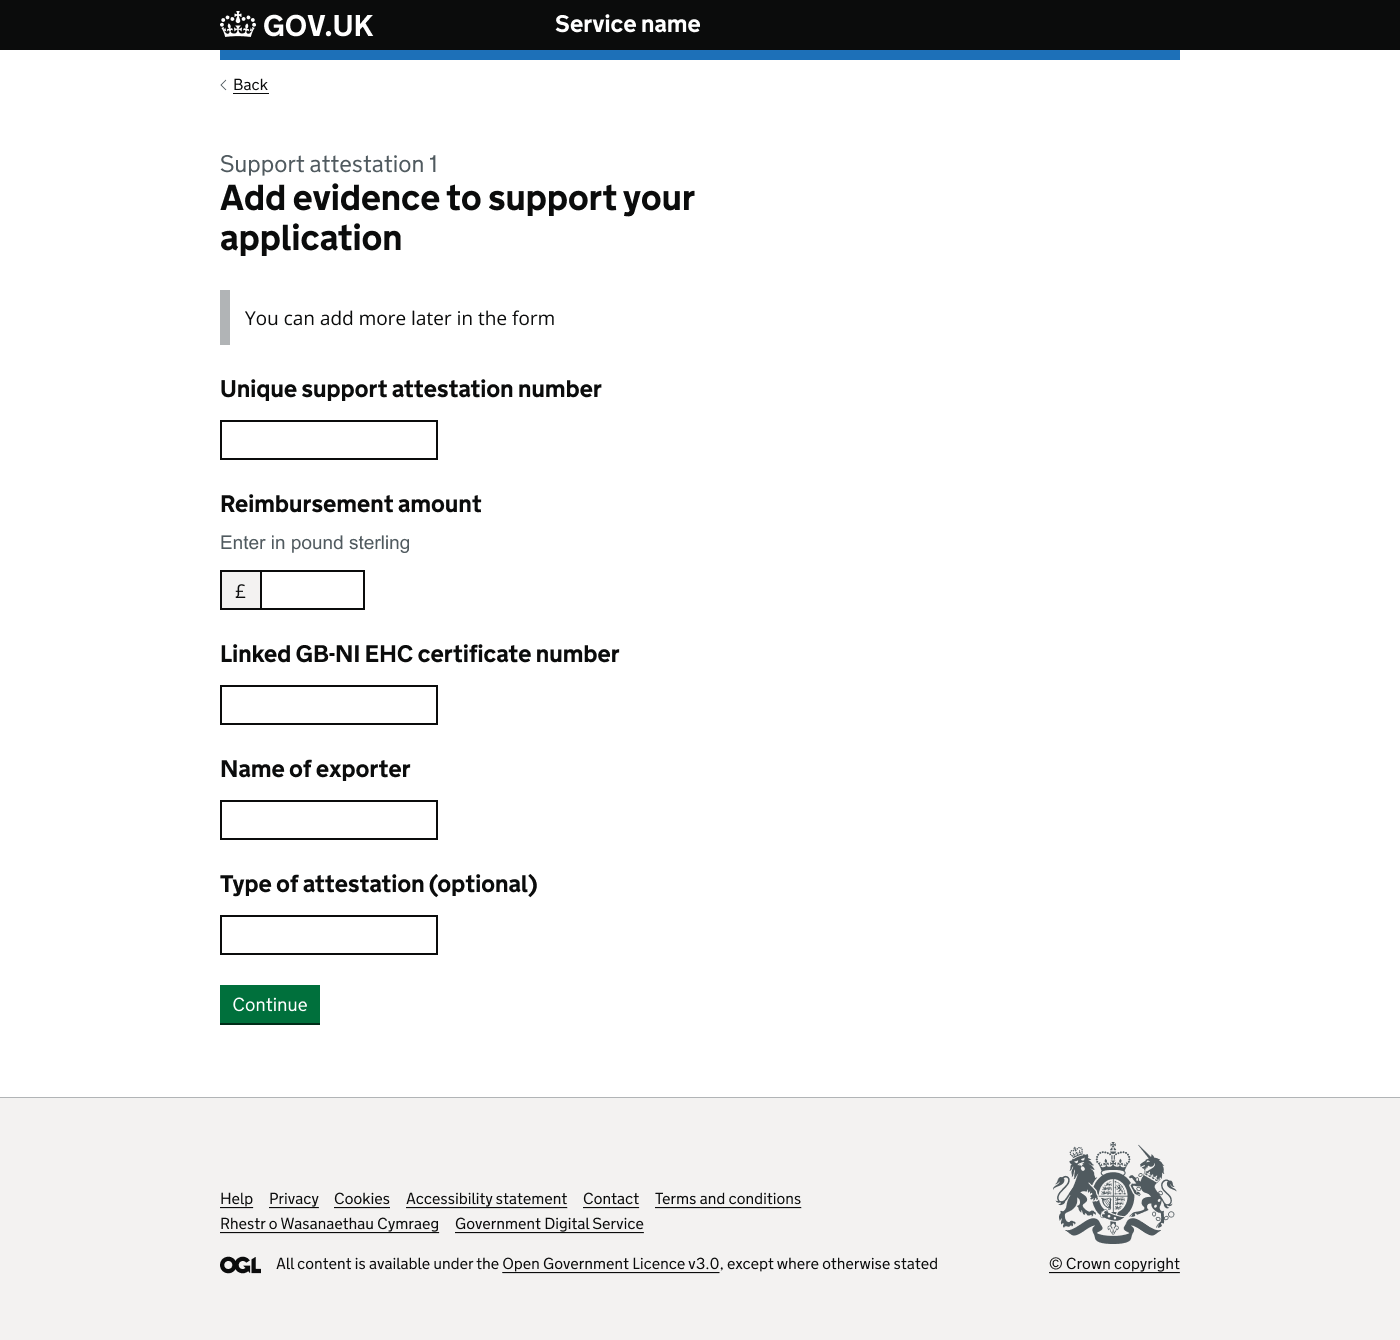 GOV.UK
Service name
Back
Support attestation 1
Add evidence to support your
application
You can add more later in the form
Unique support attestation number
Reimbursement amount
Enter in pound sterling
£
Linked GB-NI EHC certificate number
Name of exporter
Type of attestation (optional)
Continue
Help Privacy Cookies Accessibility statement Contact Terms and conditions
Rhestr o Wasanaethau Cymraeg Government Digital Service
OGL All content is available under the Open Government Licence v3.0, except where otherwise stated
© Crown copyright